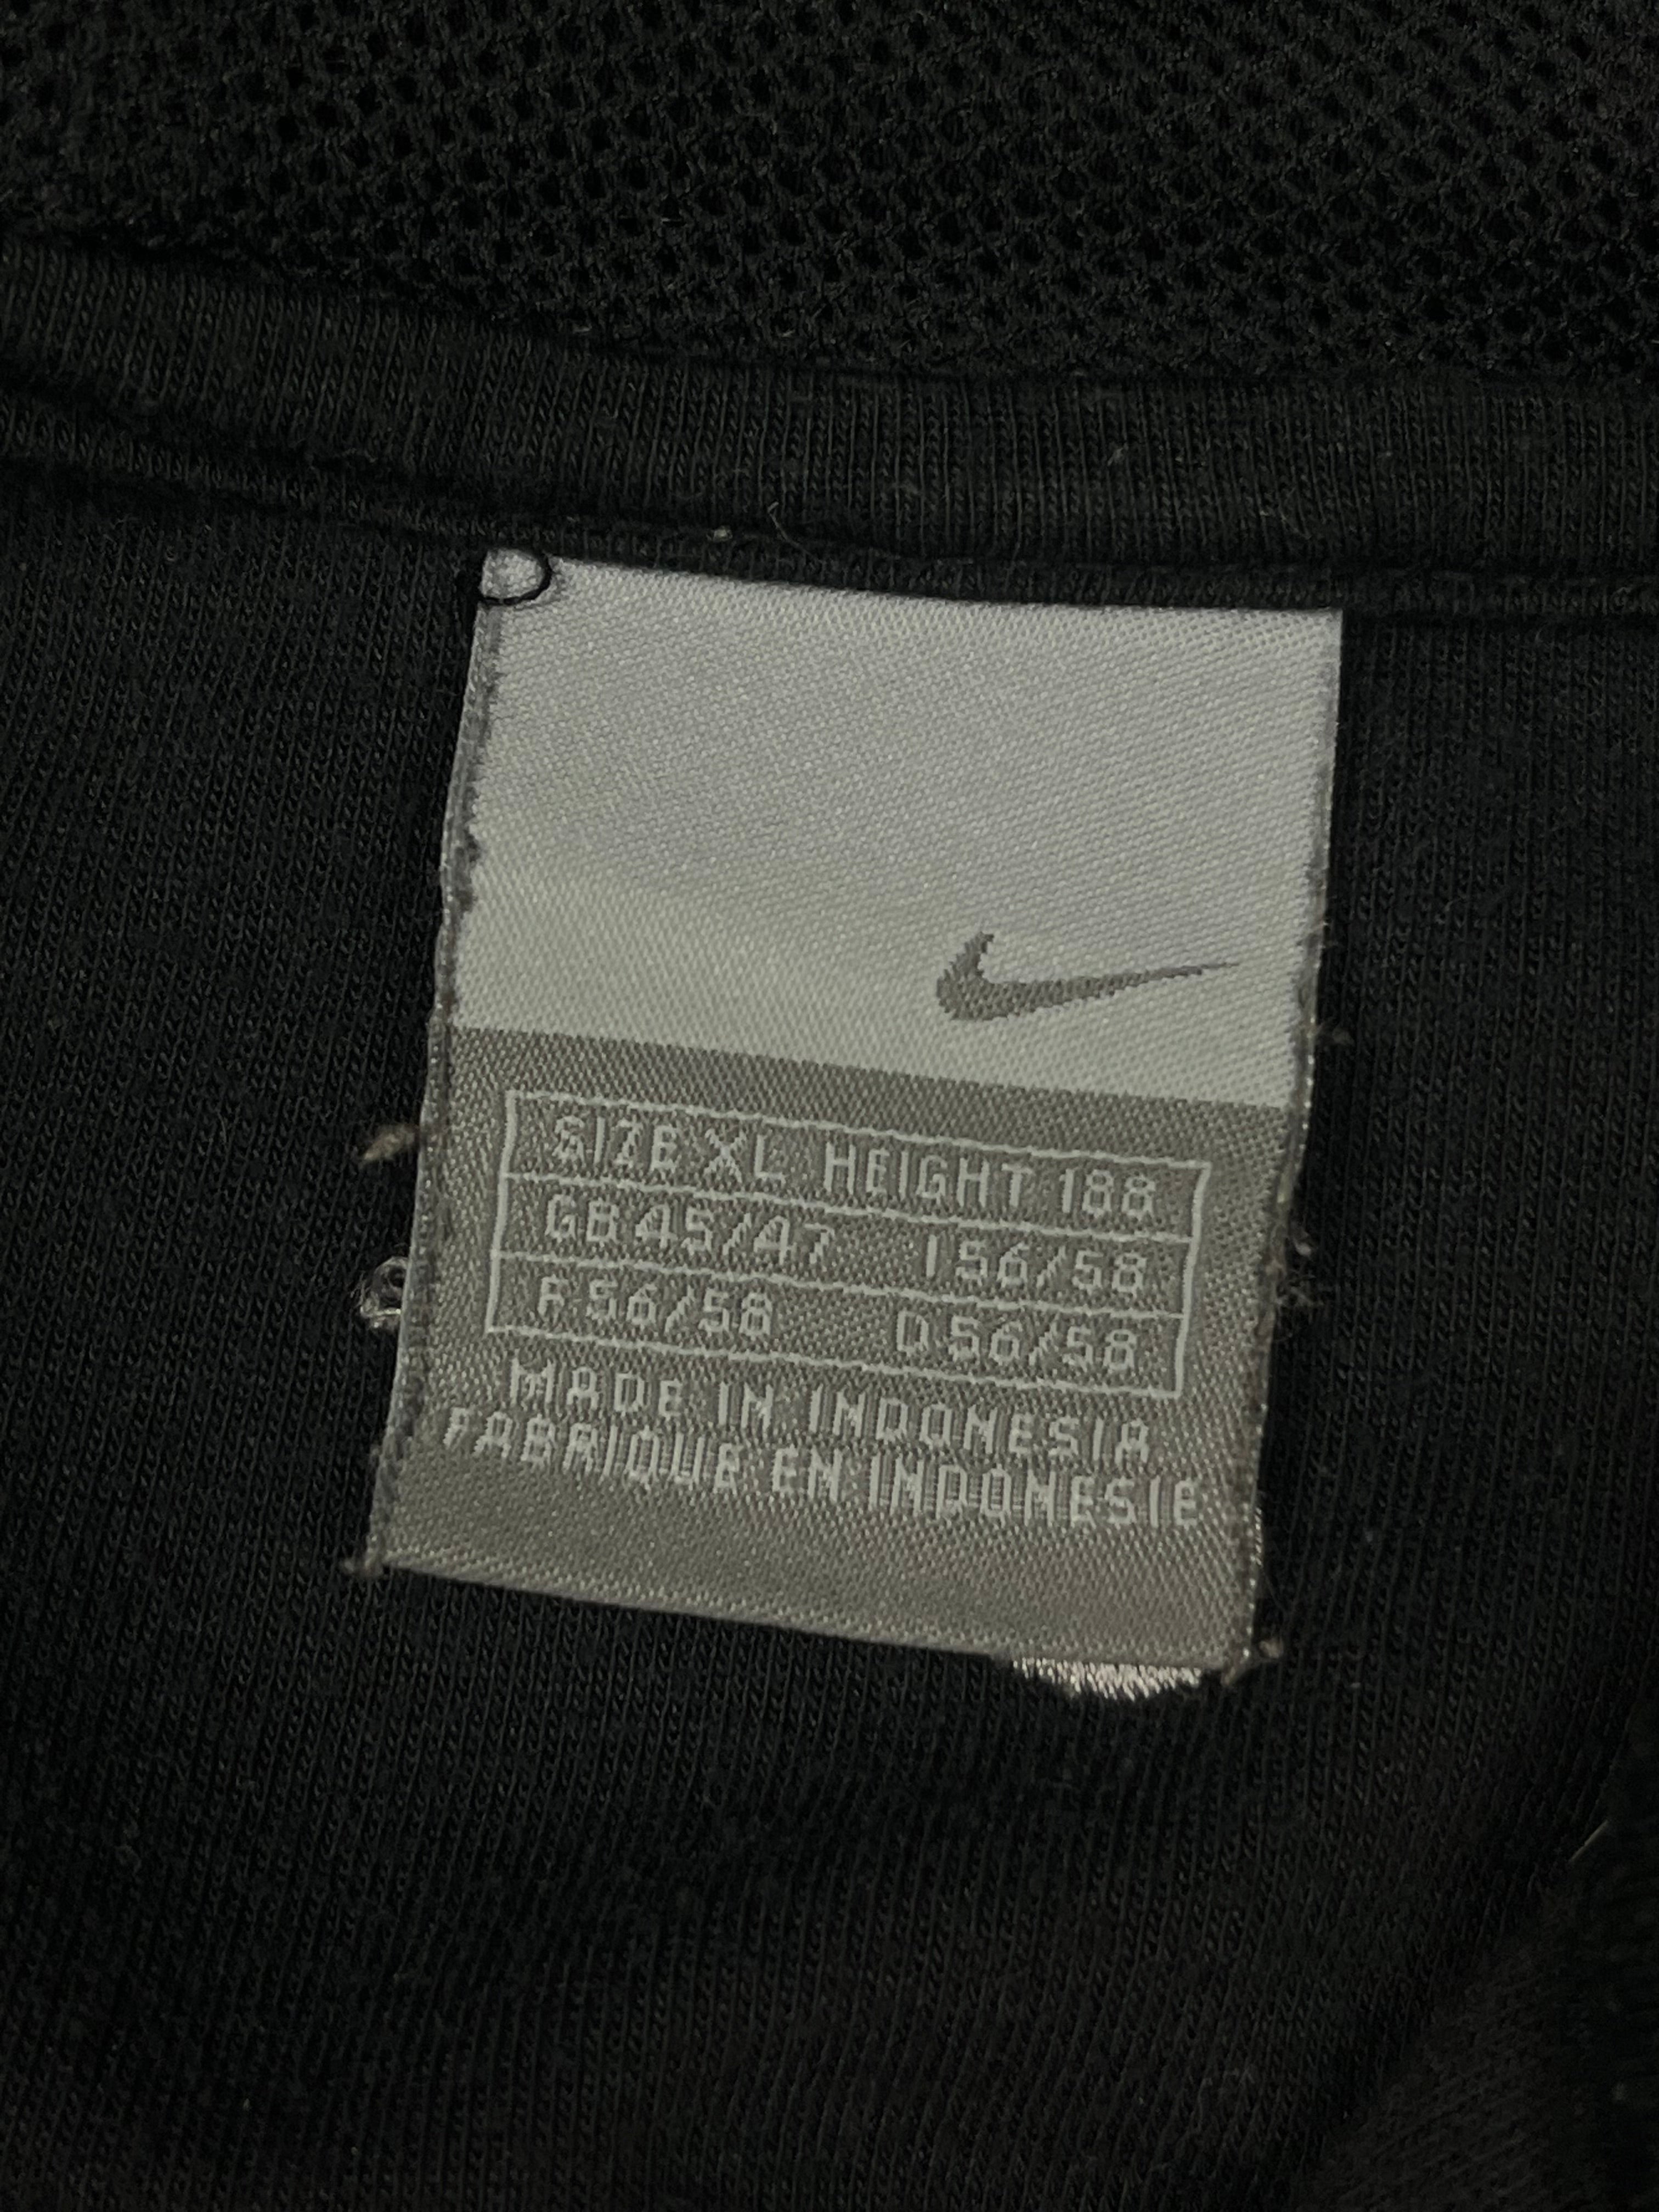 SIZE XL HEIGHT 188
GB 45/47 I 56/58
F 56/58 D 56/58
MADE IN INDONESIA
FABRIQUE EN INDONESIE